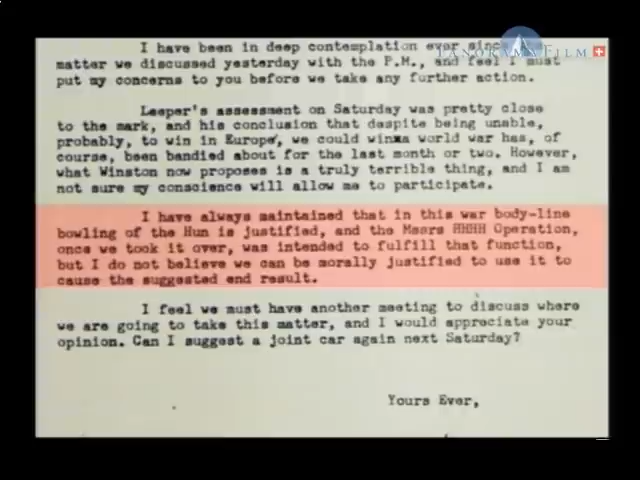 PANORAMAFILM
I have been in deep contemplation ever since
matter we discussed yesterday with the P.M., and feel I must
put my concerns to you before we take any further action.
Leeper's assessment on Saturday was pretty close
to the mark, and his conclusion that despite being unable,
probably, to win in Europe, we could winxa world war has, of
course, been bandied about for the last month or two. However,
what Winston now proposes is a truly terrible thing, and I am
not sure my conscience will allow me to participate.
I have always maintained that in this war body-line
bowling of the Hun is justified, and the Mssrs HHHH Operation,
once we took it over, was intended to fulfill that function,
but I do not believe we can be morally justified to use it to
cause the suggested end result.
I feel we must have another meeting to discuss where
we are going to take this matter, and I would appreciate your
opinion. Can I suggest a joint car again next Saturday?
Yours Ever,